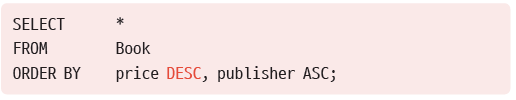 SELECT *
FROM Book
ORDER BY price DESC, publisher ASC;